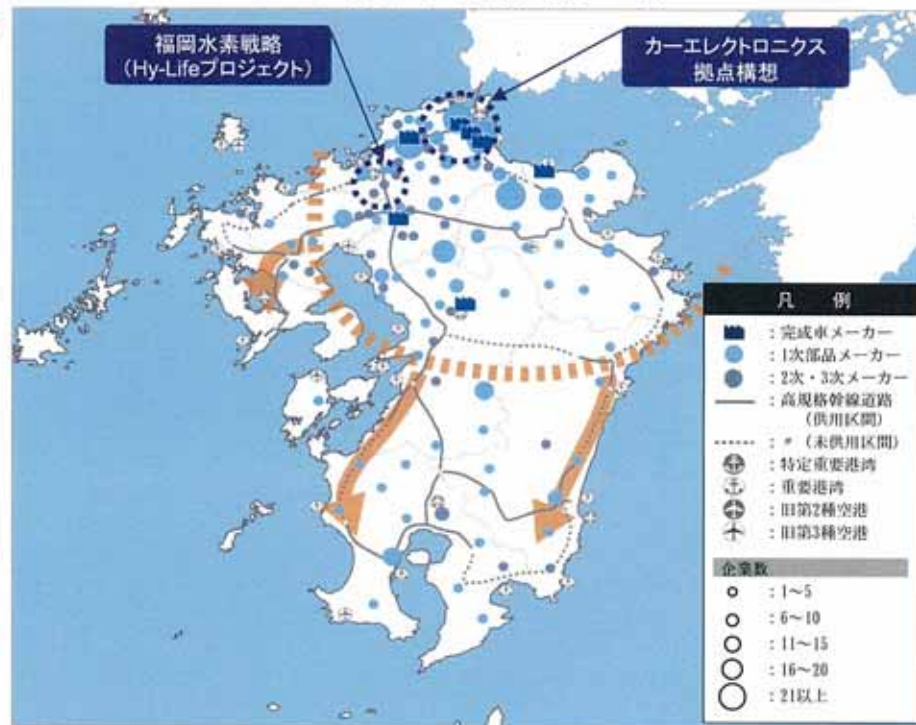 福岡水素戦略
(Hy-Lifeプロジェクト)
カーエレクトロニクス
拠点構想
凡 例
：完成車メーカー
：1次部品メーカー
：2次・3次メーカー
：高規格幹線道路
(供用区間)
：〃（未供用区間）
：特定重要港湾
：重要港湾
：旧第2種空港
：旧第3種空港
企業数
：1～5
：6～10
：11～15
：16～20
：21以上